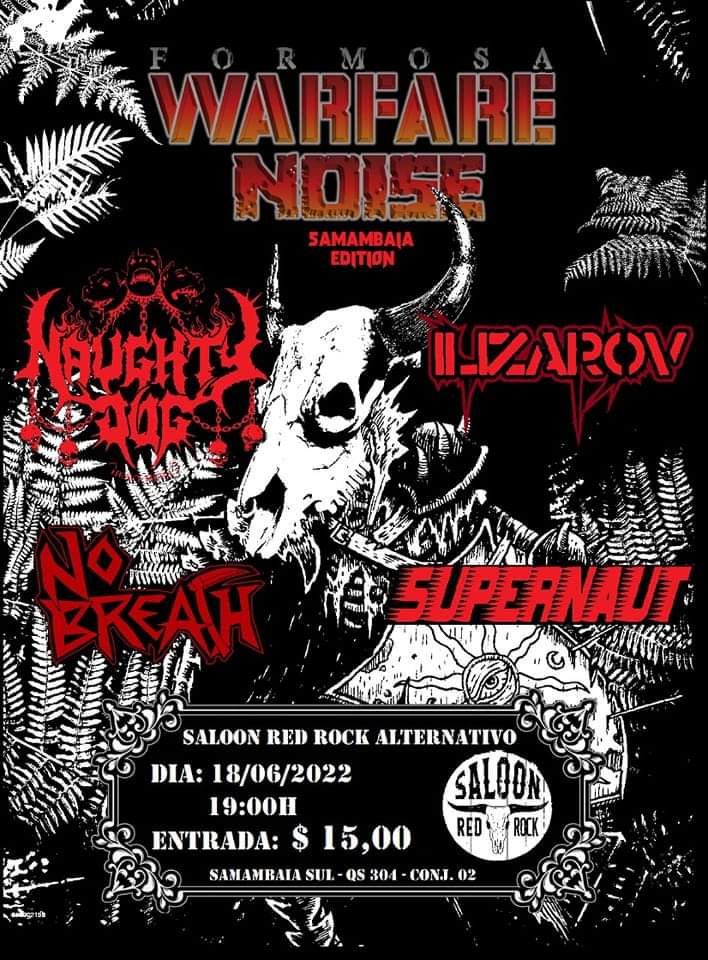 FORMOSA
WARFARE
NOISE
SAMAMBAIA
EDITION
NAUGHTY
DOG
ILIZAROV
NO
BREATH
SUPERNAUT
SALOON RED ROCK ALTERNATIVO
DIA: 18/06/2022
19:00H
ENTRADA: $ 15,00
SALOON
RED ROCK
SAMAMBAIA SUL - QS 304 - CONJ. 02